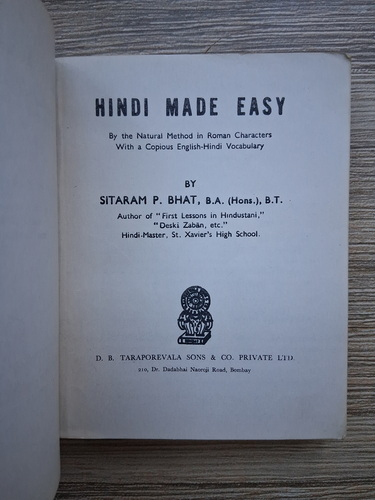 HINDI MADE EASY
By the Natural Method in Roman Characters
With a Copious English-Hindi Vocabulary
BY
SITARAM P. BHAT, B.A. (Hons.), B.T.
Author of "First Lessons in Hindustani,"
"Deski Zabān, etc."
Hindi-Master, St. Xavier's High School.
D. B. TARAPOREVALA SONS & CO. PRIVATE LTD
210, Dr. Dadabhai Naoroji Road, Bombay